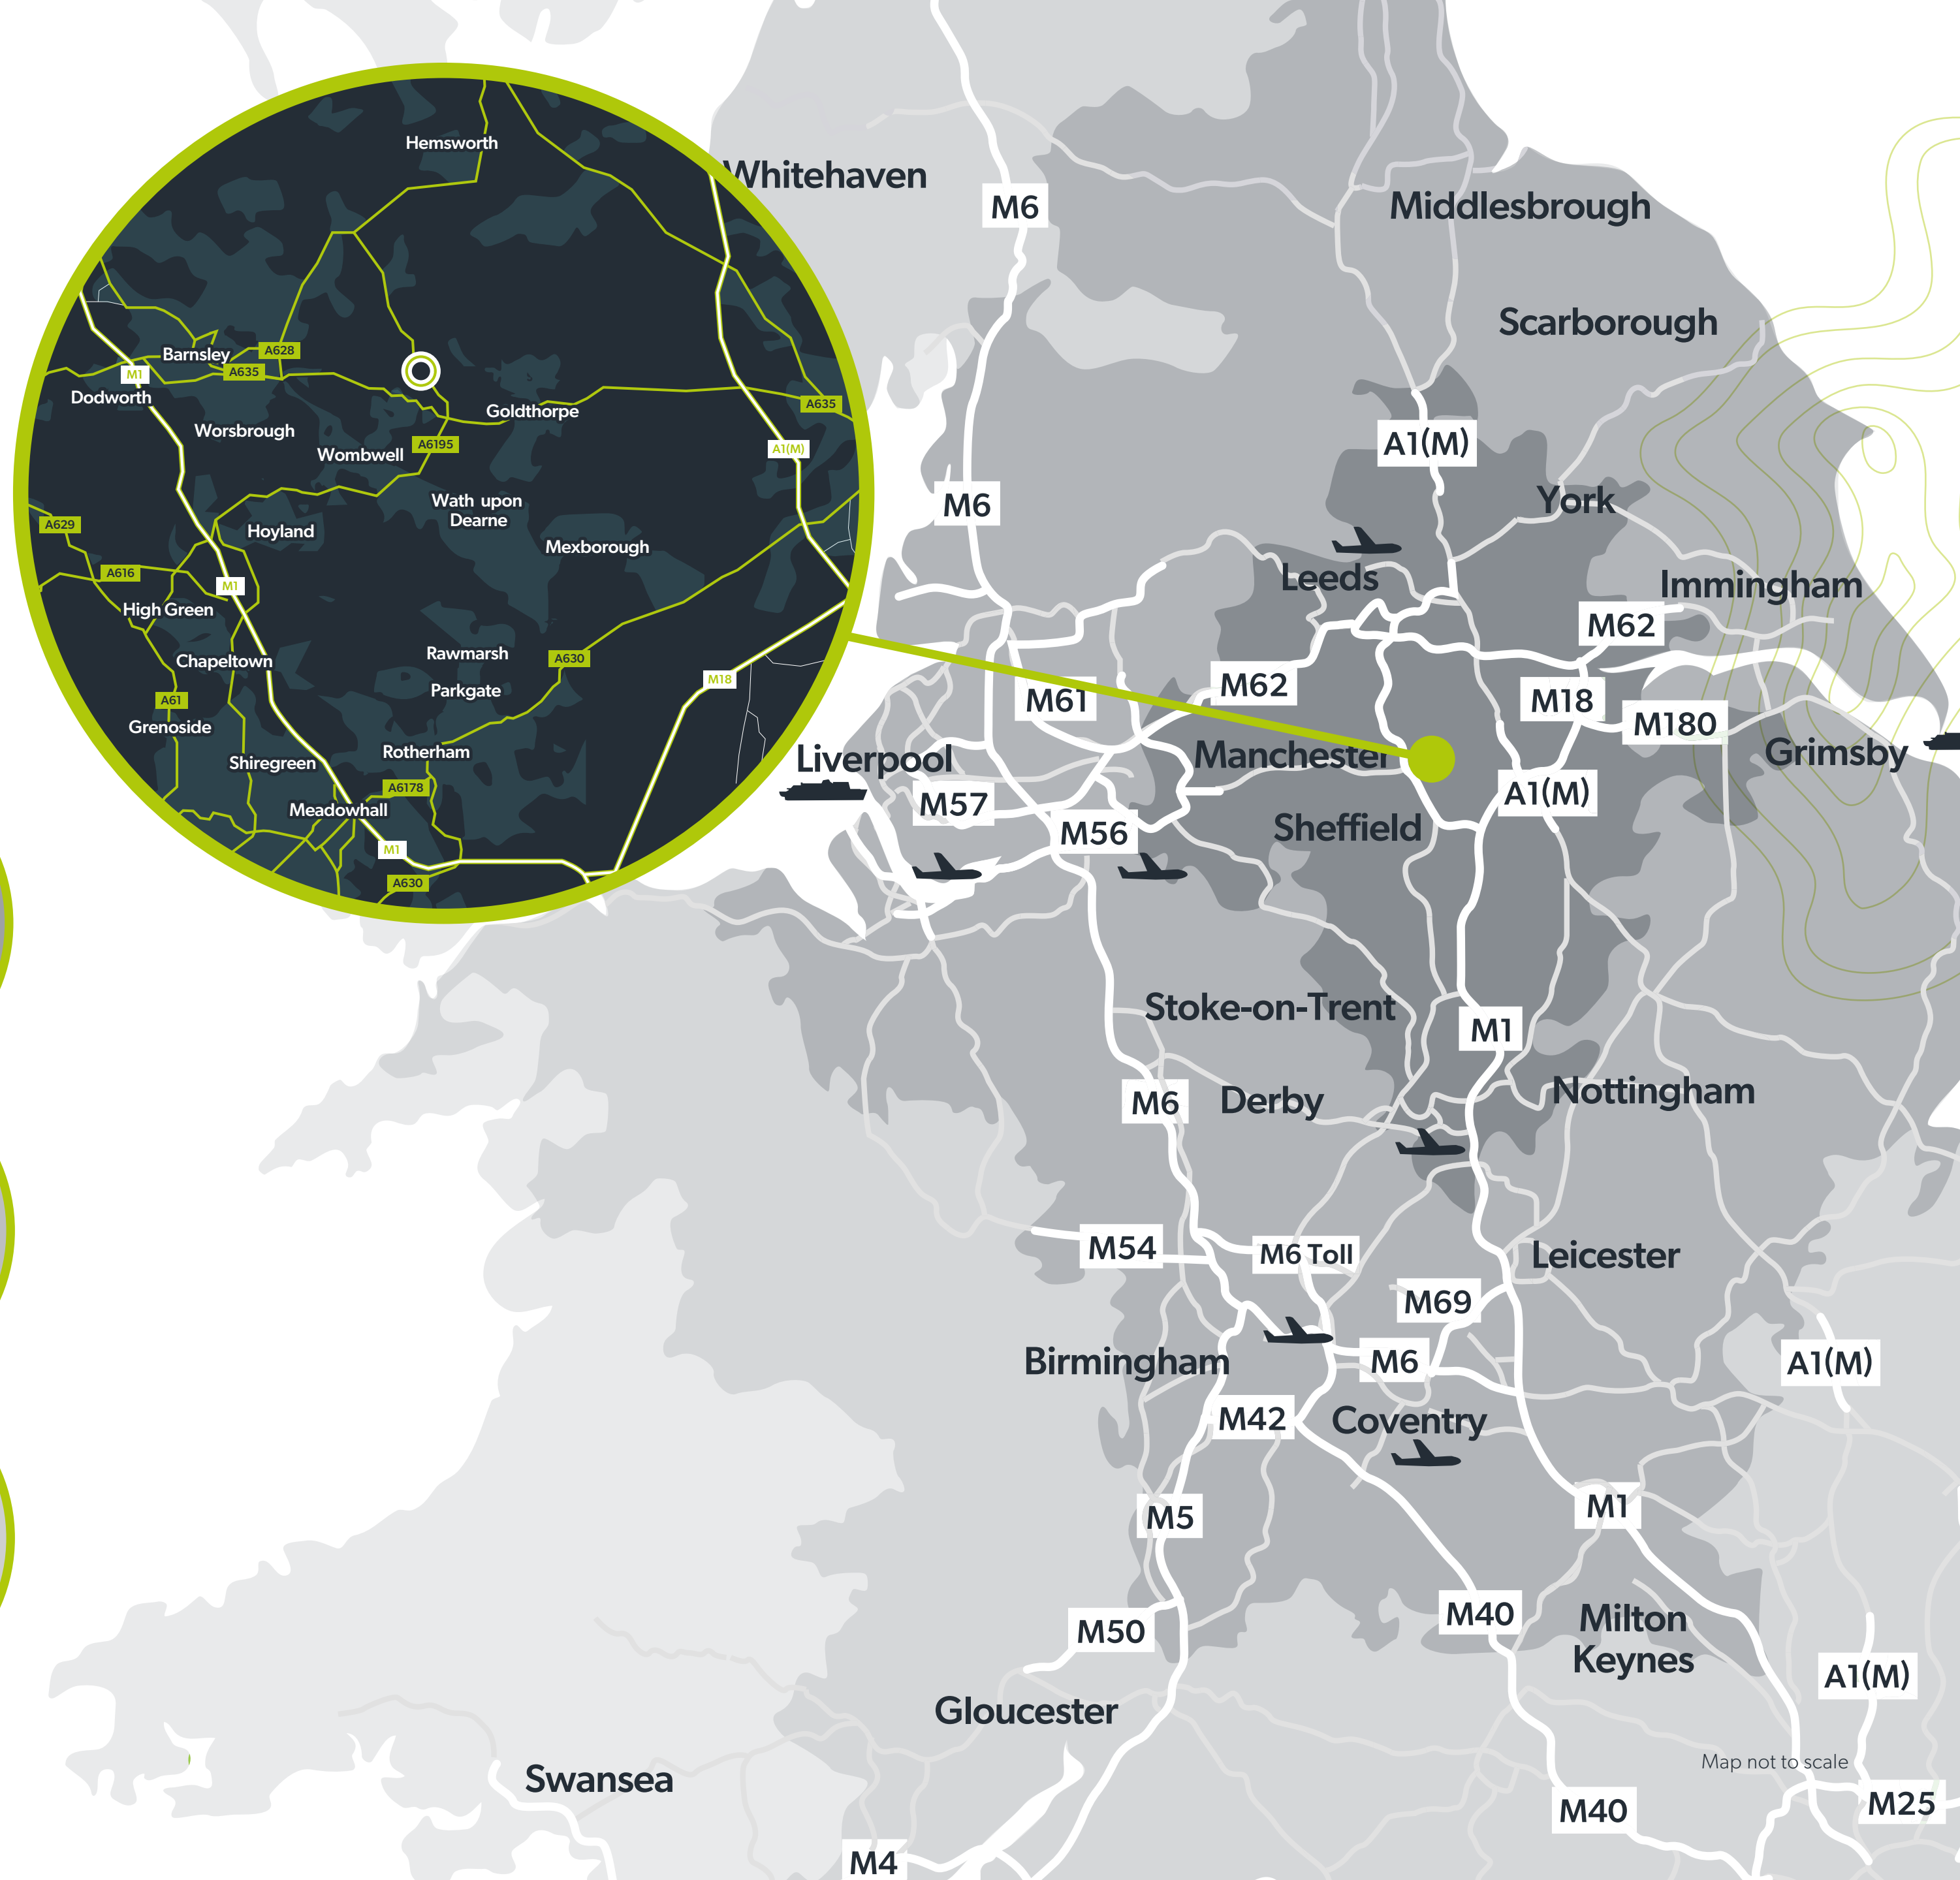 Hemsworth
Barnsley
A628
A635
M1
Dodworth
Goldthorpe
A635
Worsbrough
A6195
A1(M)
Wombwell
Wath upon
Dearne
A629
Hoyland
Mexborough
A616
M1
High Green
Chapeltown
Rawmarsh
A630
M18
Parkgate
A61
Grenoside
Rotherham
Shiregreen
A6178
Meadowhall
M1
A630
Whitehaven
M6
Middlesbrough
Scarborough
A1(M)
M6
York
Leeds
Immingham
M62
M62
M61
M18
M180
Manchester
Liverpool
Grimsby
M57
A1(M)
M56
Sheffield
Stoke-on-Trent
M1
M6
Derby
Nottingham
M54
M6 Toll
Leicester
M69
Birmingham
M6
A1(M)
M42
Coventry
M5
M1
M50
M40
Milton
Keynes
A1(M)
Gloucester
Map not to scale
Swansea
M40
M25
M4